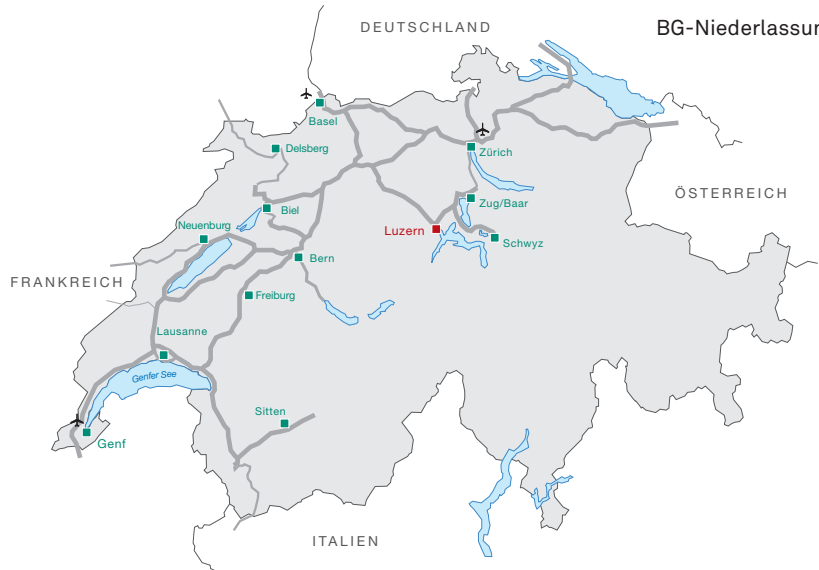 DEUTSCHLAND
BG-Niederlassun
Basel
Delsberg
Zürich
ÖSTERREICH
Zug/Baar
Biel
Neuenburg
Luzern
Schwyz
Bern
FRANKREICH
Freiburg
Lausanne
Genfer See
Sitten
Genf
ITALIEN